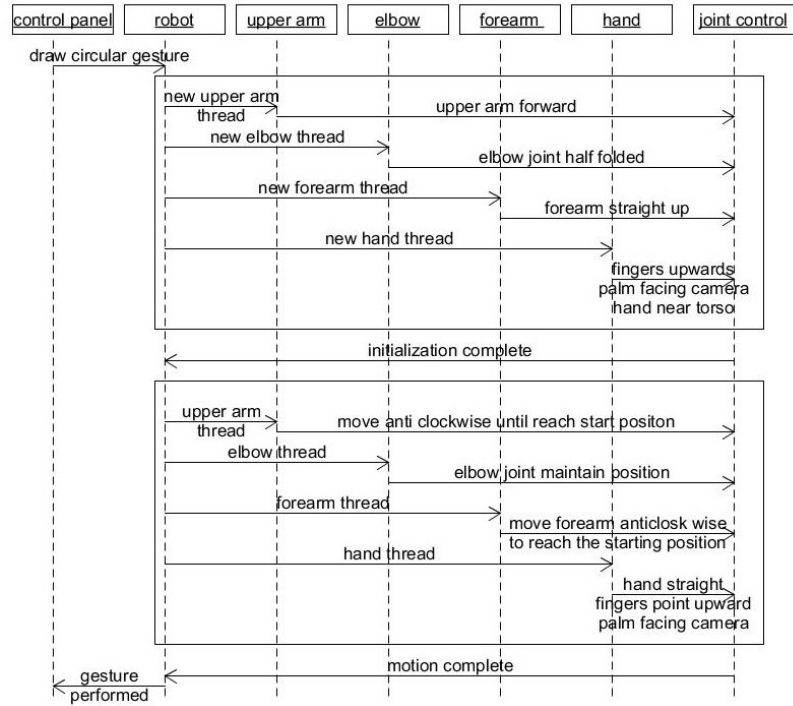 control panel
robot
upper arm
elbow
forearm
hand
joint control
draw circular gesture
new upper arm
thread
upper arm forward
new elbow thread
elbow joint half folded
new forearm thread
forearm straight up
new hand thread
fingers upwards
palm facing camera
hand near torso
initialization complete
upper arm
thread
move anti clockwise until reach start positon
elbow thread
elbow joint maintain position
forearm thread
move forearm anticlosk wise
to reach the starting position
hand thread
hand straight
fingers point upward
palm facing camera
motion complete
gesture
performed